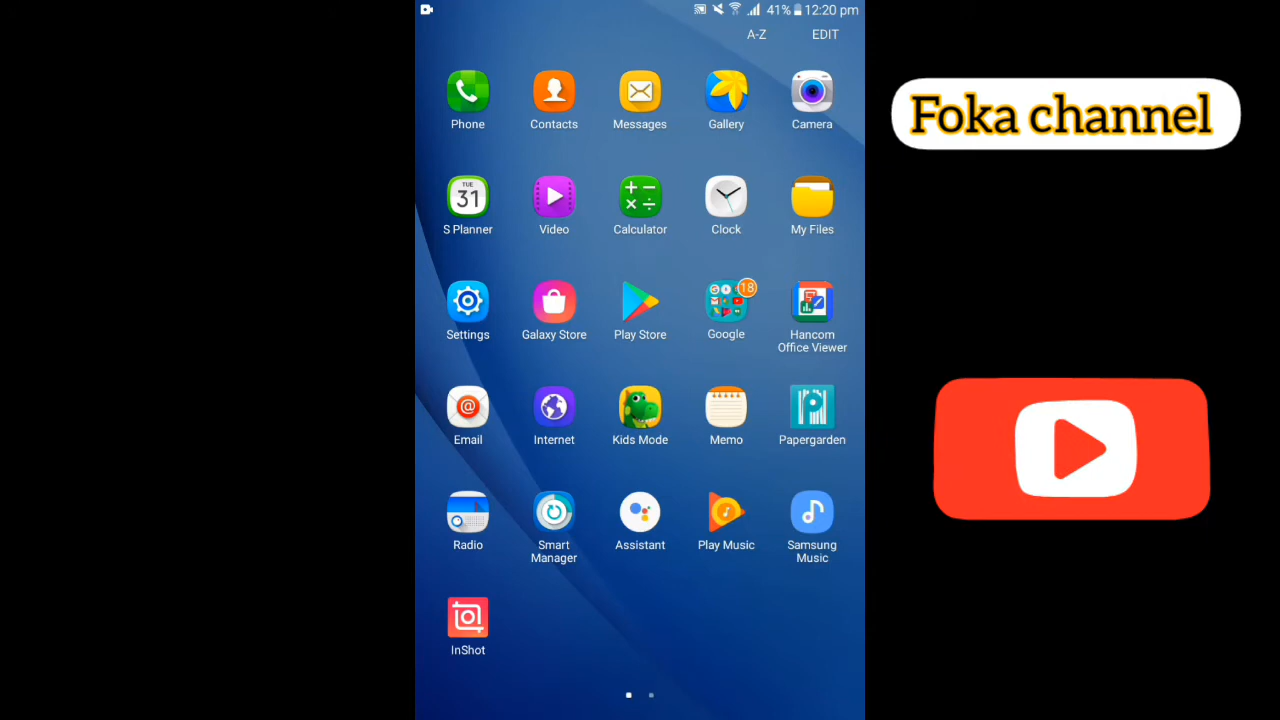 41% 12:20 pm
A-Z EDIT
Foka channel
Phone Contacts Messages Gallery Camera
TUE
31
S Planner Video Calculator Clock My Files
18
Settings Galaxy Store Play Store Google Hancom
Office Viewer
Email Internet Kids Mode Memo Papergarden
Radio Smart
Manager Assistant Play Music Samsung
Music
InShot